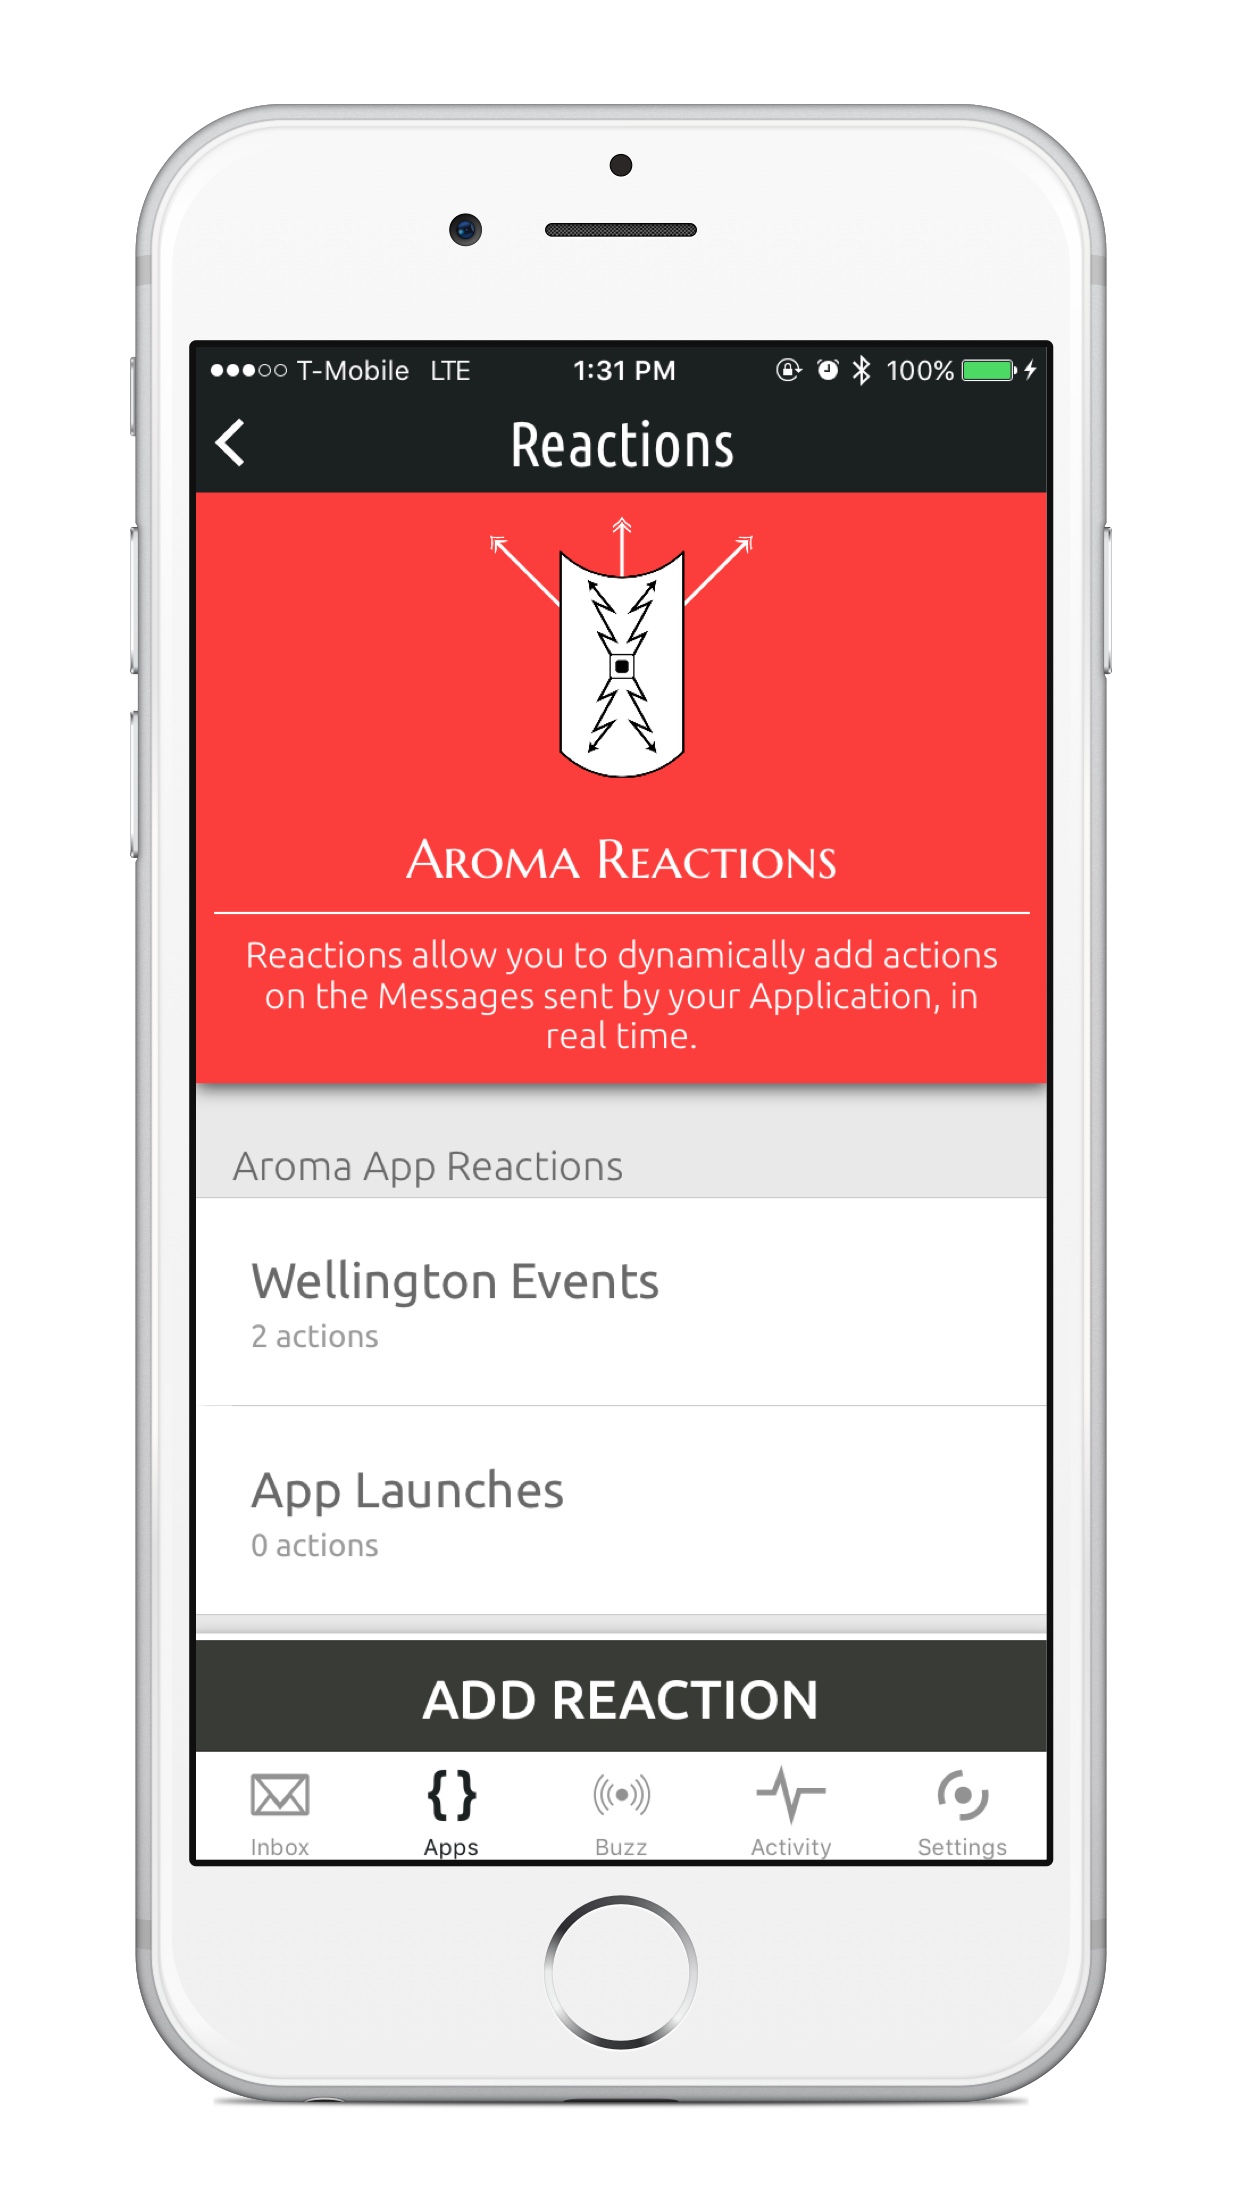 T-Mobile LTE 1:31 PM 100%
Reactions
AROMA REACTIONS
Reactions allow you to dynamically add actions
on the Messages sent by your Application, in
real time.
Aroma App Reactions
Wellington Events
2 actions
App Launches
0 actions
ADD REACTION
Inbox Apps Buzz Activity Settings